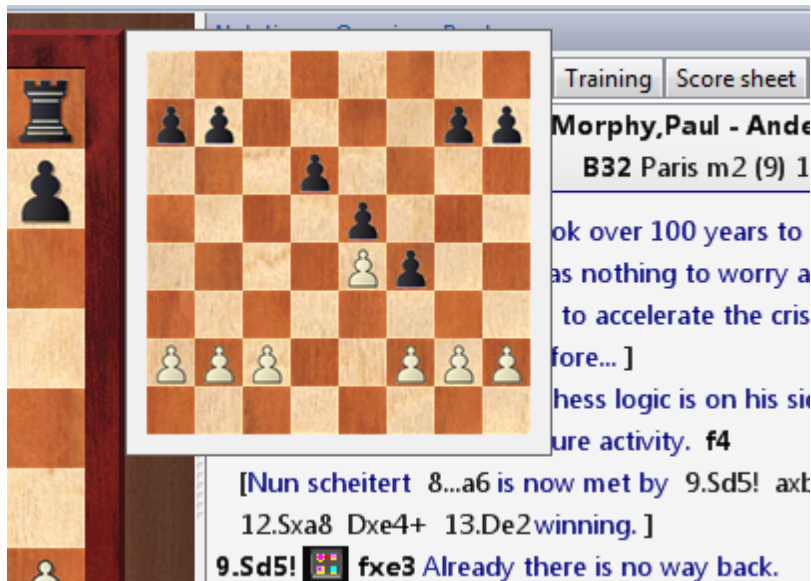 Training Score sheet
Morphy,Paul - Ande
B32 Paris m2 (9) 1
ok over 100 years to
as nothing to worry a
to accelerate the cris
fore... ]
hess logic is on his sid
ure activity. f4
[Nun scheitert 8...a6 is now met by 9.Sd5! axb
12.Sxa8 Dxe4+ 13.De2 winning. ]
9.Sd5! fxe3 Already there is no way back.